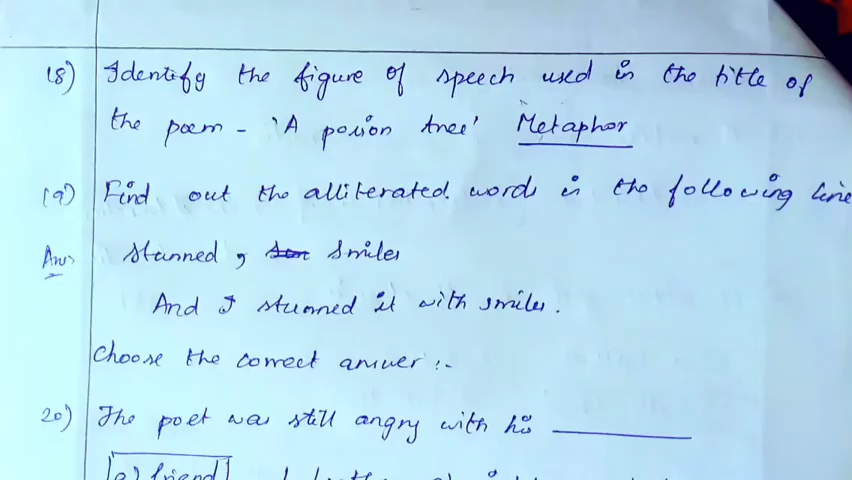 18) Identify the figure of speech used in the title of
the poem - 'A poison tree' Metaphor
19) Find out the alliterated words in the following line
Ans stunned, smiles
And I stunned it with smiles.
Choose the correct answer :-
20) The poet was still angry with his ________
(a) friend